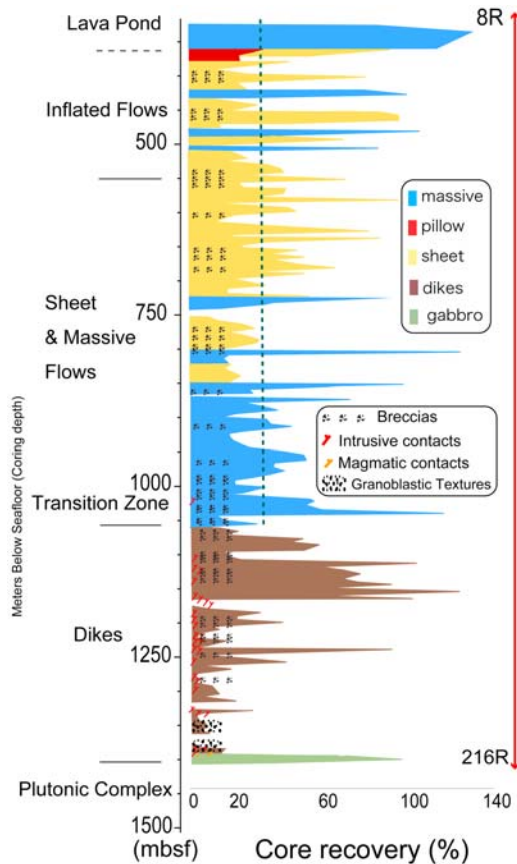 8R
Lava Pond
Inflated Flows
500
massive
pillow
sheet
dikes
gabbro
Sheet
750
& Massive
Flows
Breccias
Intrusive contacts
Magmatic contacts
Granoblastic Textures
1000
Transition Zone
Meters Below Seafloor (Coring depth)
Dikes
1250
216R
Plutonic Complex
0 20 60 100 140
1500
(mbsf) Core recovery (%)